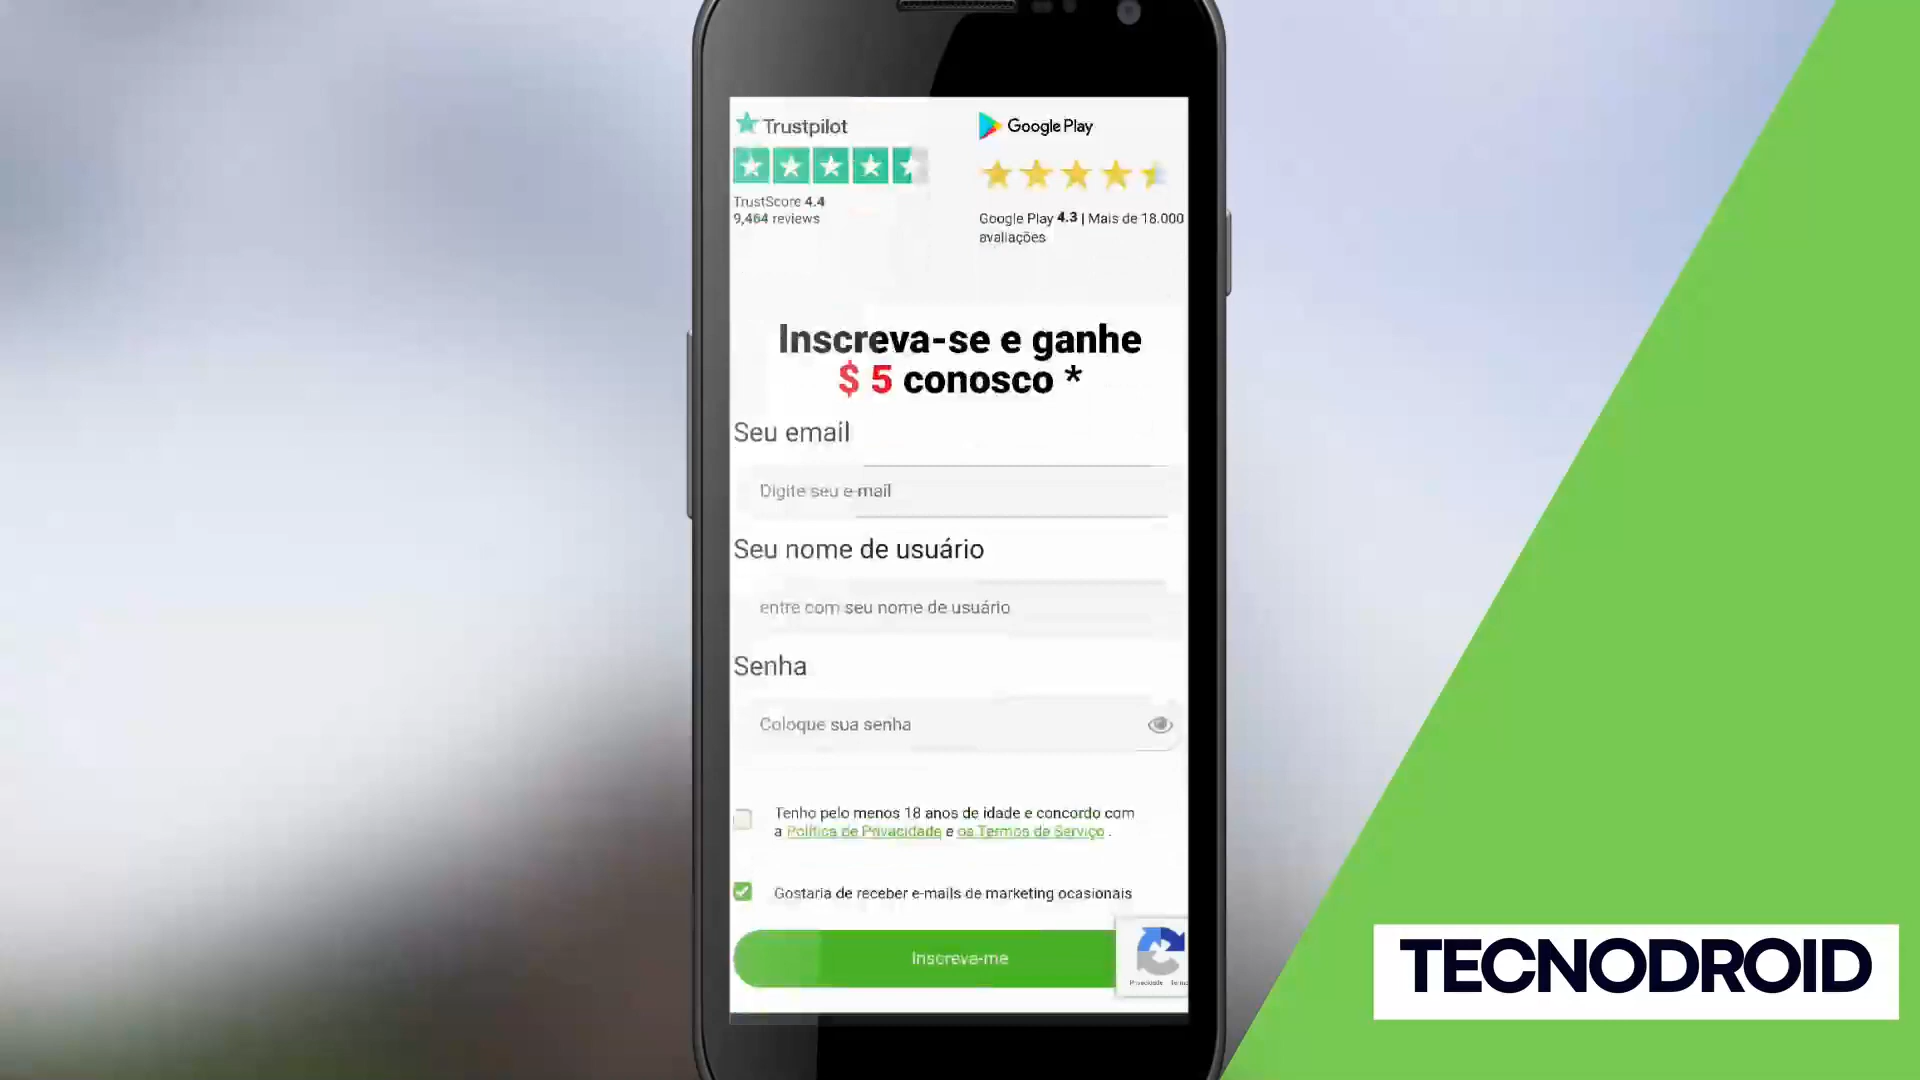 Trustpilot
Google Play
TrustScore 4.4
9,464 reviews
Google Play 4.3 | Mais de 18.000
avaliações
Inscreva-se e ganhe
$ 5 conosco *
Seu email
Digite seu e-mail
Seu nome de usuário
entre com seu nome de usuário
Senha
Coloque sua senha
Tenho pelo menos 18 anos de idade e concordo com
a Política de Privacidade e os Termos de Serviço .
Gostaria de receber e-mails de marketing ocasionais
Inscreva-me
Privacidade
TECNODROID